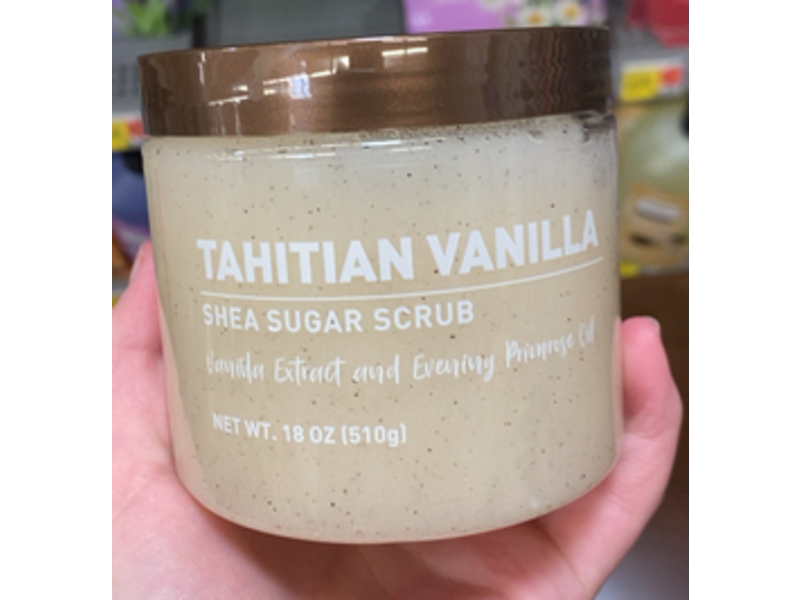 TAHITIAN VANILLA
SHEA SUGAR SCRUB
Vanilla Extract and Evening Primrose Oil
NET WT. 18 OZ (510g)